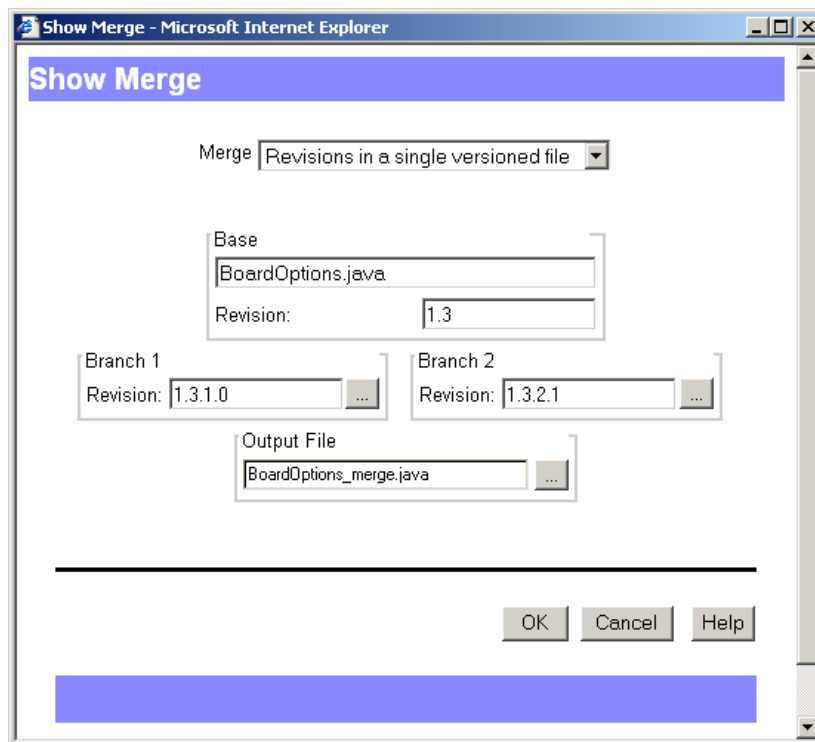 Show Merge - Microsoft Internet Explorer
Show Merge
Merge Revisions in a single versioned file
Base
BoardOptions.java
Revision: 1.3
Branch 1 Branch 2
Revision: 1.3.1.0 ... Revision: 1.3.2.1 ...
Output File
BoardOptions_merge.java ...
OK Cancel Help